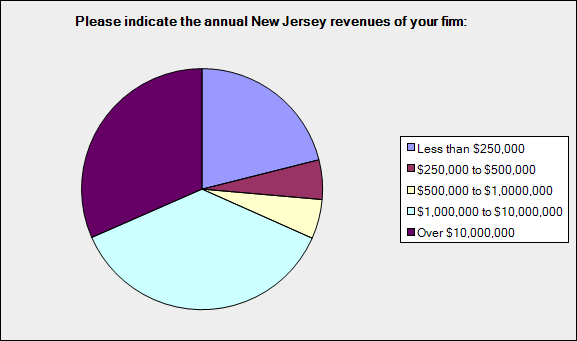 Please indicate the annual New Jersey revenues of your firm:
Less than $250,000
$250,000 to $500,000
$500,000 to $1,0000,000
$1,000,000 to $10,000,000
Over $10,000,000